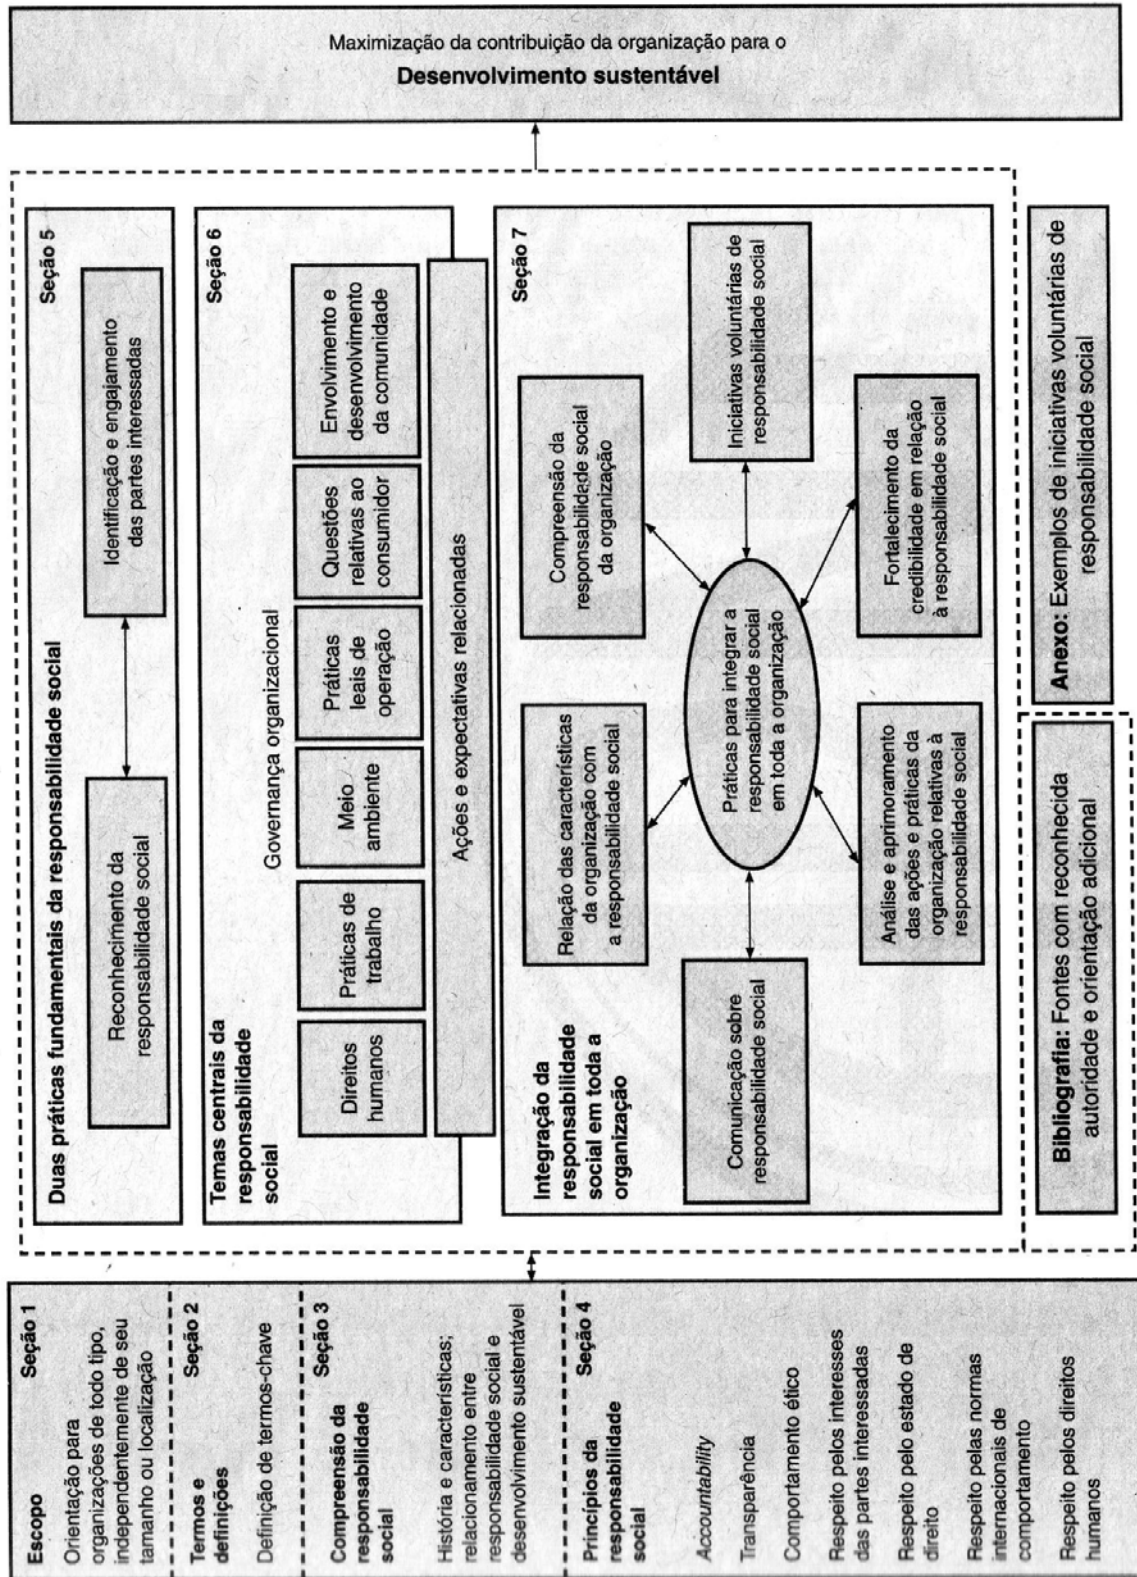 Escopo
Seção 1
Orientação para
organizações de todo tipo,
independentemente de seu
tamanho ou localização
Termos e
definições
Seção 2
Definição de termos-chave
Compreensão da
responsabilidade
social
Seção 3
História e características;
relacionamento entre
responsabilidade social e
desenvolvimento sustentável
Princípios da
responsabilidade
social
Seção 4
Accountability
Transparência
Comportamento ético
Respeito pelos interesses
das partes interessadas
Respeito pelo estado de
direito
Respeito pelas normas
internacionais de
comportamento
Respeito pelos direitos
humanos
Duas práticas fundamentais da responsabilidade social
Seção 5
Reconhecimento da
responsabilidade social
Identificação e engajamento
das partes interessadas
Temas centrais da
responsabilidade
social
Seção 6
Governança organizacional
Direitos
humanos
Práticas de
trabalho
Meio
ambiente
Práticas
leais de
operação
Questões
relativas ao
consumidor
Envolvimento e
desenvolvimento
da comunidade
Ações e expectativas relacionadas
Integração da
responsabilidade
social em toda a
organização
Seção 7
Relação das características
da organização com
a responsabilidade social
Compreensão da
responsabilidade social
da organização
Comunicação sobre
responsabilidade social
Práticas para integrar a
responsabilidade social
em toda a organização
Iniciativas voluntárias de
responsabilidade social
Análise e aprimoramento
das ações e práticas da
organização relativas à
responsabilidade social
Fortalecimento da
credibilidade em relação
à responsabilidade social
Bibliografia: Fontes com reconhecida
autoridade e orientação adicional
Anexo: Exemplos de iniciativas voluntárias de
responsabilidade social
Maximização da contribuição da organização para o
Desenvolvimento sustentável